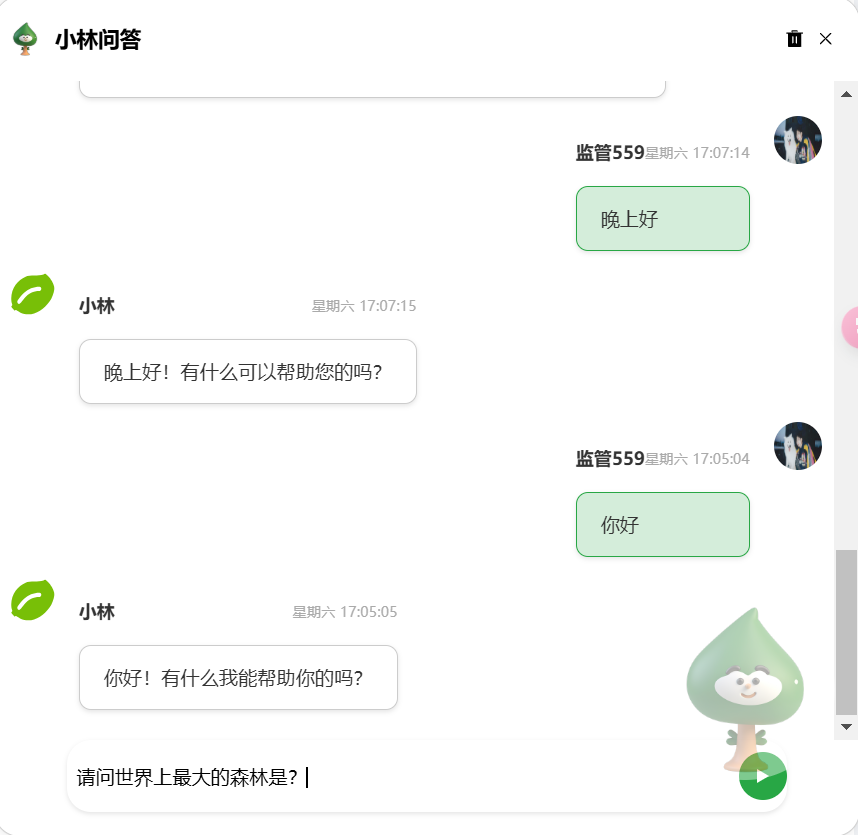 小林问答
监管559星期六 17:07:14
晚上好
小林 星期六 17:07:15
晚上好！有什么可以帮助您的吗？
监管559星期六 17:05:04
你好
小林 星期六 17:05:05
你好！有什么我能帮助你的吗？
请问世界上最大的森林是？